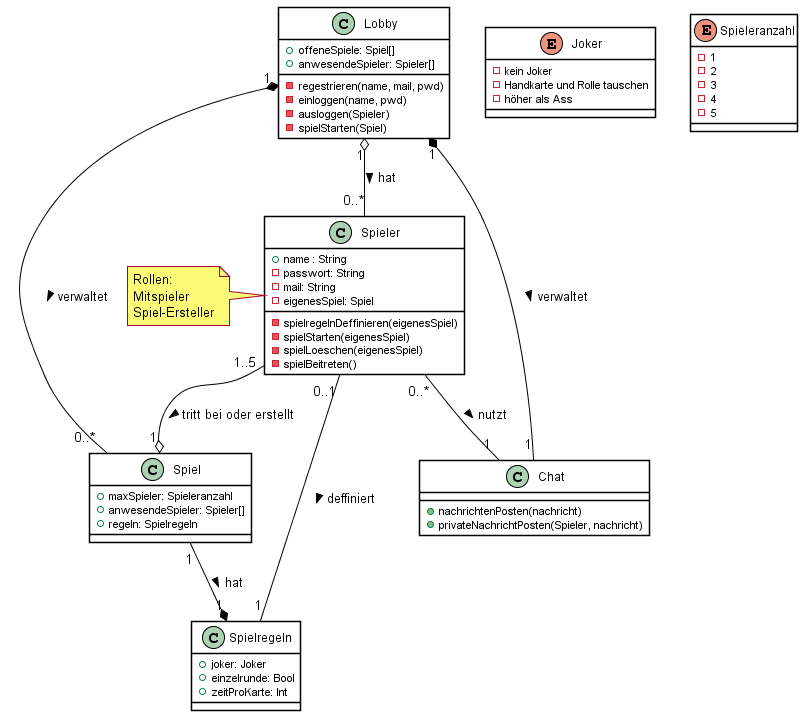 C Lobby
offeneSpiele: Spiel[]
anwesendeSpieler: Spieler[]
regestrieren(name, mail, pwd)
einloggen(name, pwd)
ausloggen(Spieler)
spielStarten(Spiel)
E Joker
kein Joker
Handkarte und Rolle tauschen
höher als Ass
E Spieleranzahl
1
2
3
4
5
1
1
1
hat
0..*
C Spieler
name : String
passwort: String
mail: String
eigenesSpiel: Spiel
spielregelnDeffinieren(eigenesSpiel)
spielStarten(eigenesSpiel)
spielLoeschen(eigenesSpiel)
spielBeitreten()
Rollen:
Mitspieler
Spiel-Ersteller
verwaltet
verwaltet
1..5
0..1
0..*
tritt bei oder erstellt
nutzt
0..*
1
1
1
C Spiel
maxSpieler: Spieleranzahl
anwesendeSpieler: Spieler[]
regeln: Spielregeln
C Chat
nachrichtenPosten(nachricht)
privateNachrichtPosten(Spieler, nachricht)
deffiniert
1
hat
1
1
C Spielregeln
joker: Joker
einzelrunde: Bool
zeitProKarte: Int